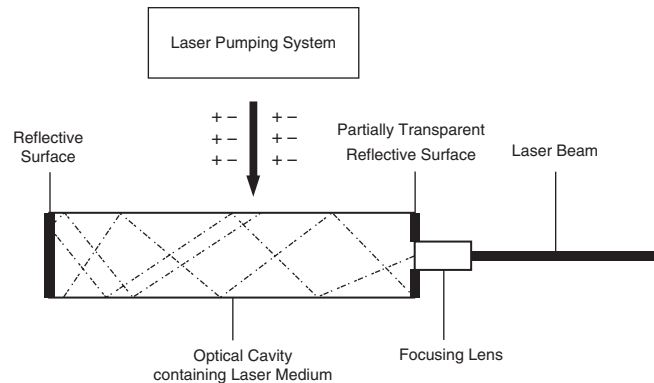 Laser Pumping System
+ − + −
+ − + −
+ − + −
Reflective
Surface
Partially Transparent
Reflective Surface
Laser Beam
Optical Cavity
containing Laser Medium
Focusing Lens